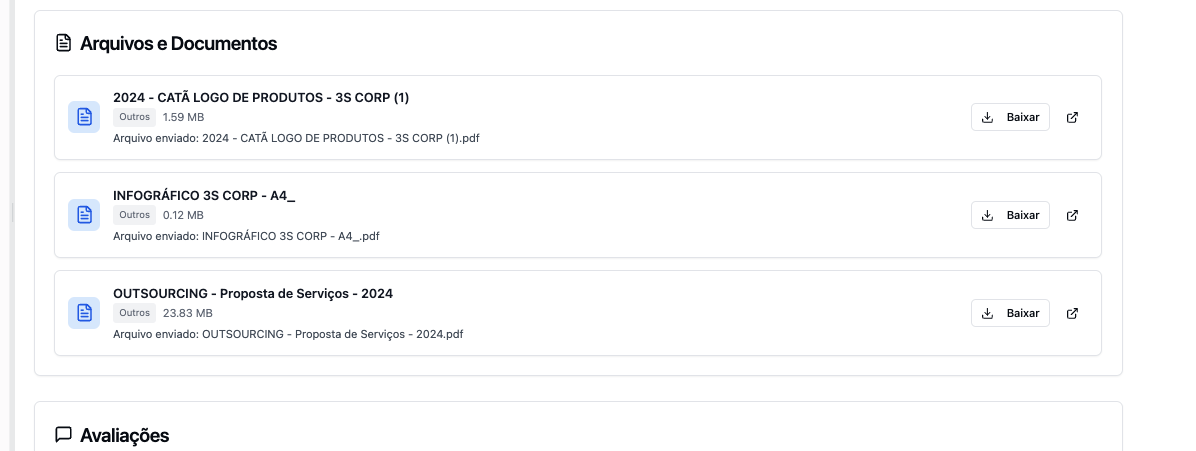 Arquivos e Documentos
2024 - CATÃ LOGO DE PRODUTOS - 3S CORP (1)
Outros 1.59 MB
Arquivo enviado: 2024 - CATÃ LOGO DE PRODUTOS - 3S CORP (1).pdf
Baixar
INFOGRÁFICO 3S CORP - A4_
Outros 0.12 MB
Arquivo enviado: INFOGRÁFICO 3S CORP - A4_.pdf
Baixar
OUTSOURCING - Proposta de Serviços - 2024
Outros 23.83 MB
Arquivo enviado: OUTSOURCING - Proposta de Serviços - 2024.pdf
Baixar
Avaliações